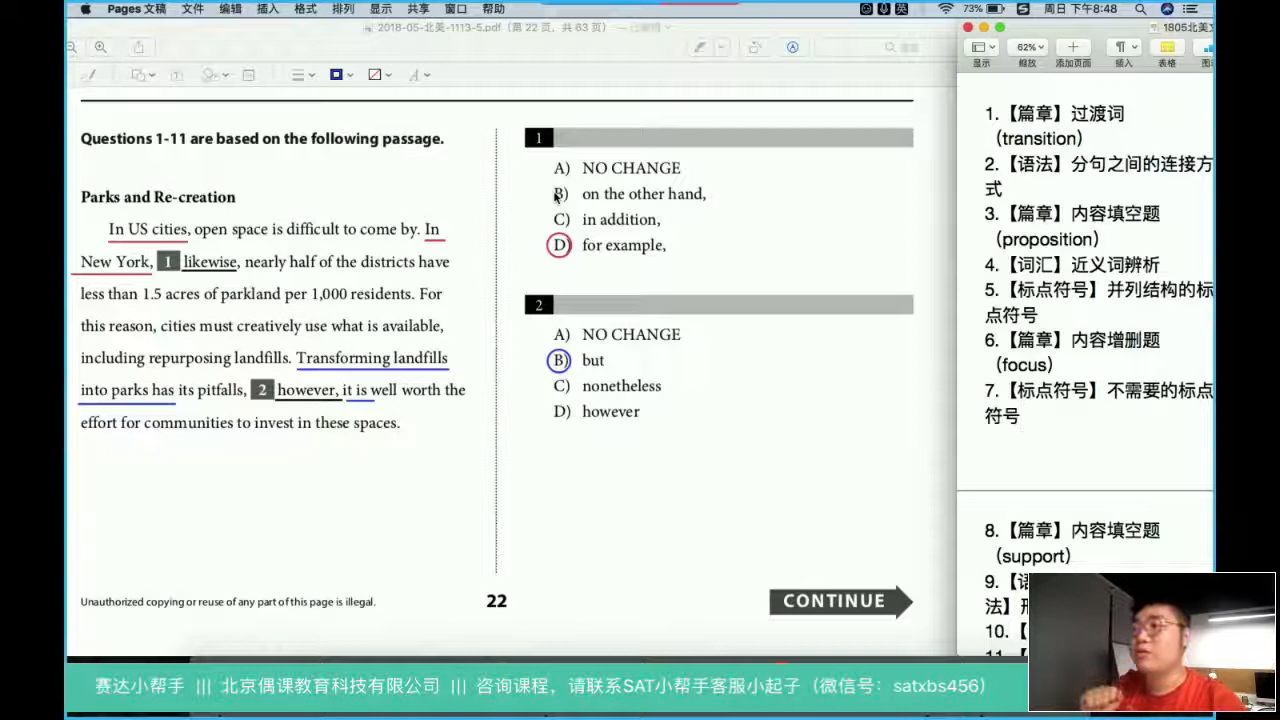 Pages 文稿 文件 编辑 插入 格式 排列 显示 共享 窗口 帮助 英 73% 周日 下午8:48
2018-05-北美-1113-5.pdf（第 22 页，共 63 页）
1805北美文
62%
显示 缩放 添加页面 插入 表格
Questions 1-11 are based on the following passage.
Parks and Re-creation
In US cities, open space is difficult to come by. In
New York, 1 likewise, nearly half of the districts have
less than 1.5 acres of parkland per 1,000 residents. For
this reason, cities must creatively use what is available,
including repurposing landfills. Transforming landfills
into parks has its pitfalls, 2 however, it is well worth the
effort for communities to invest in these spaces.
1
A) NO CHANGE
B) on the other hand,
C) in addition,
D) for example,
2
A) NO CHANGE
B) but
C) nonetheless
D) however
Unauthorized copying or reuse of any part of this page is illegal.
22
CONTINUE
1.【篇章】过渡词
（transition）
2.【语法】分句之间的连接方
式
3.【篇章】内容填空题
（proposition）
4.【词汇】近义词辨析
5.【标点符号】并列结构的标
点符号
6.【篇章】内容增删题
（focus）
7.【标点符号】不需要的标点
符号
8.【篇章】内容填空题
（support）
9.【语
法】
10.【
11.
赛达小帮手 ||| 北京偶课教育科技有限公司 ||| 咨询课程，请联系SAT小帮手客服小起子（微信号：satxbs456）